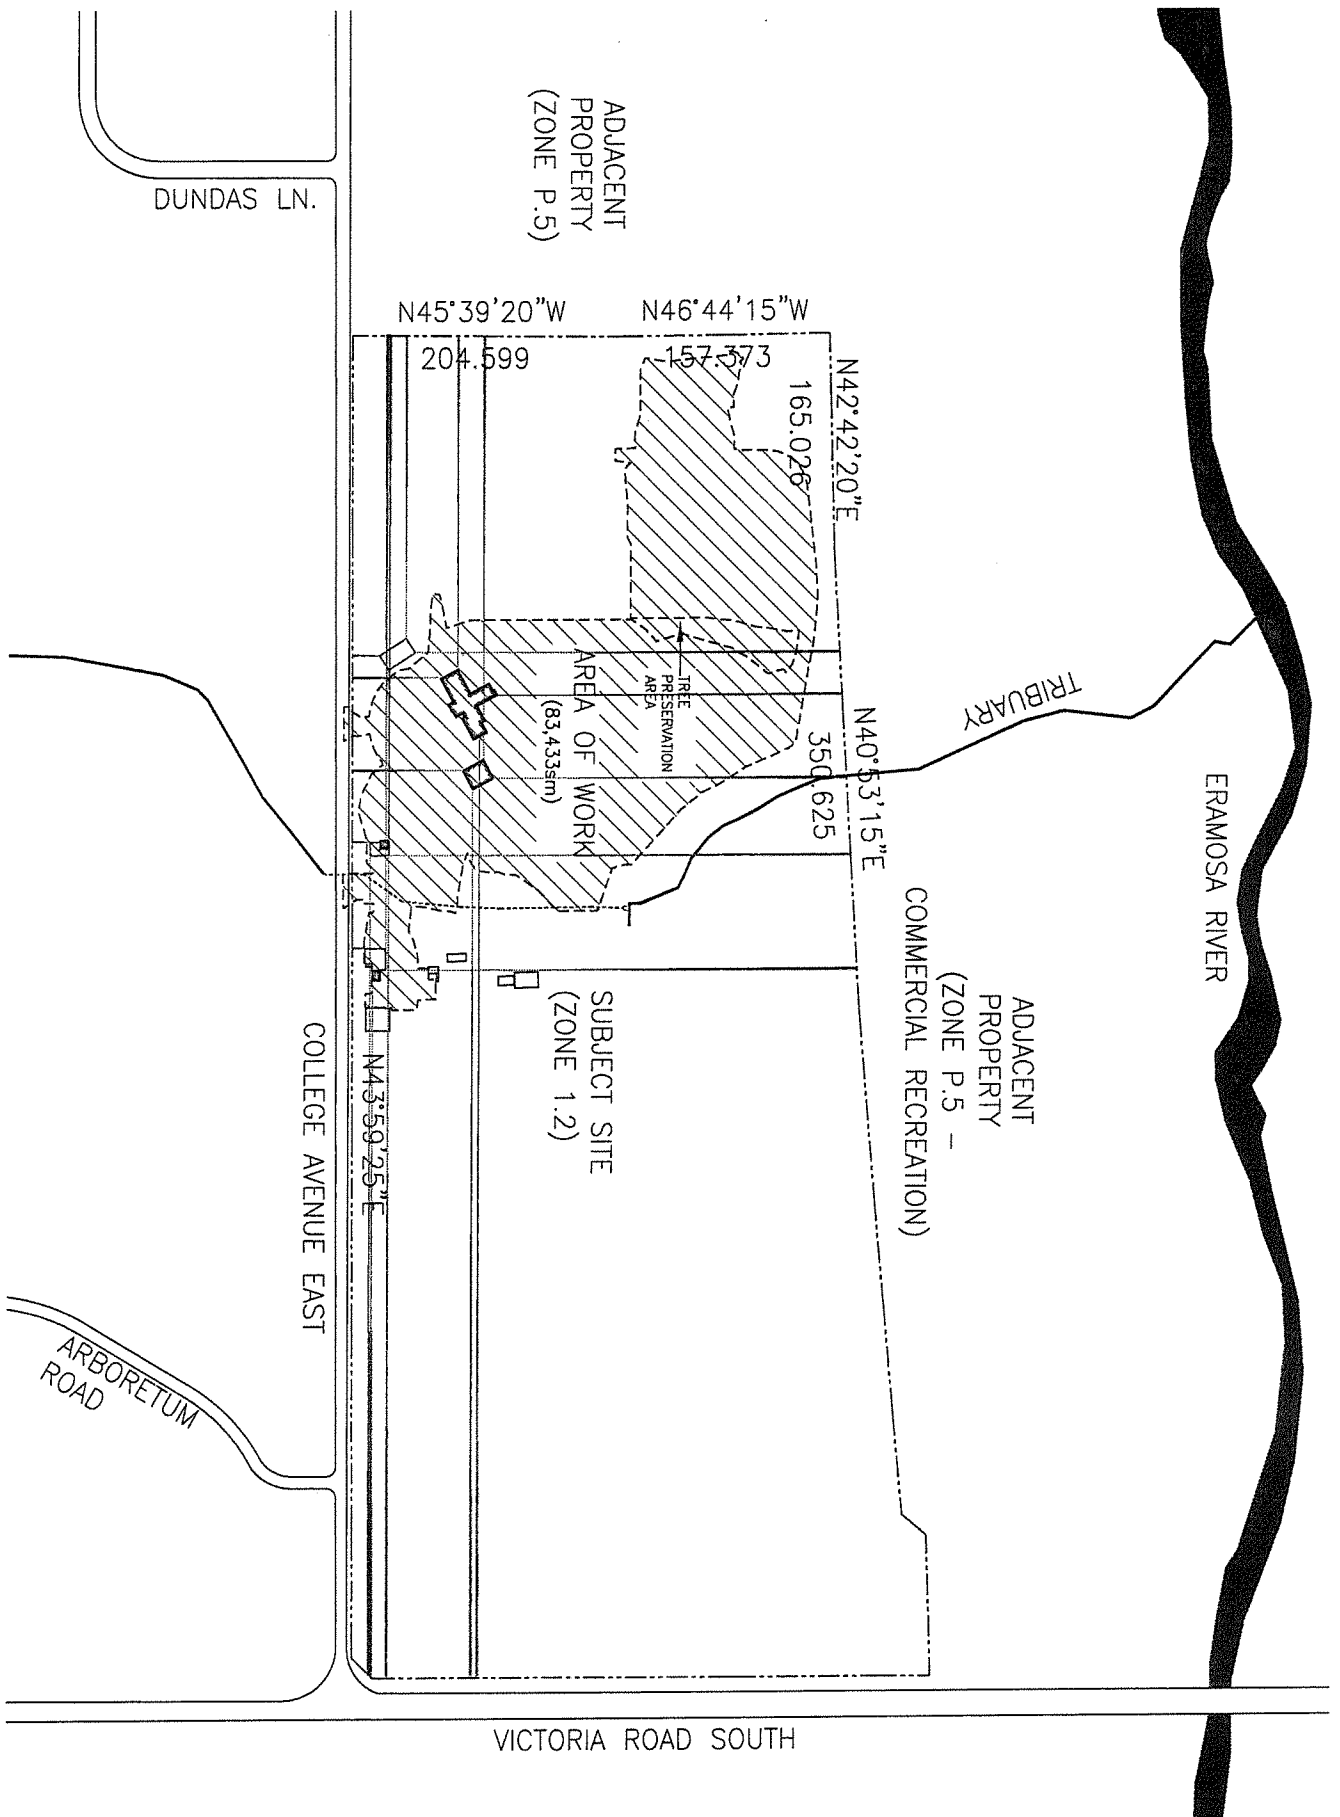 ADJACENT
PROPERTY
(ZONE P.5)
DUNDAS LN.
N45°39'20"W
204.599
N46°44'15"W
157.373
N42°42'20"E
165.026
TREE
PRESERVATION
AREA
AREA OF WORK
(83,433sm)
N40°53'15"E
350.625
TRIBUARY
ERAMOSA RIVER
ADJACENT
PROPERTY
(ZONE P.5 –
COMMERCIAL RECREATION)
SUBJECT SITE
(ZONE 1.2)
N43°59'25"E
COLLEGE AVENUE EAST
ARBORETUM
ROAD
VICTORIA ROAD SOUTH